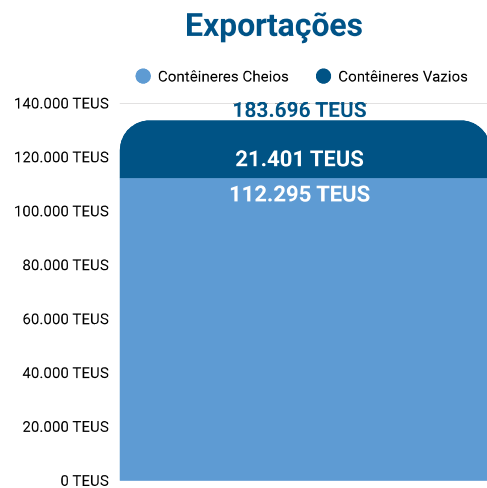 Exportações
Contêineres Cheios
Contêineres Vazios
140.000 TEUS
183.696 TEUS
120.000 TEUS
21.401 TEUS
112.295 TEUS
100.000 TEUS
80.000 TEUS
60.000 TEUS
40.000 TEUS
20.000 TEUS
0 TEUS